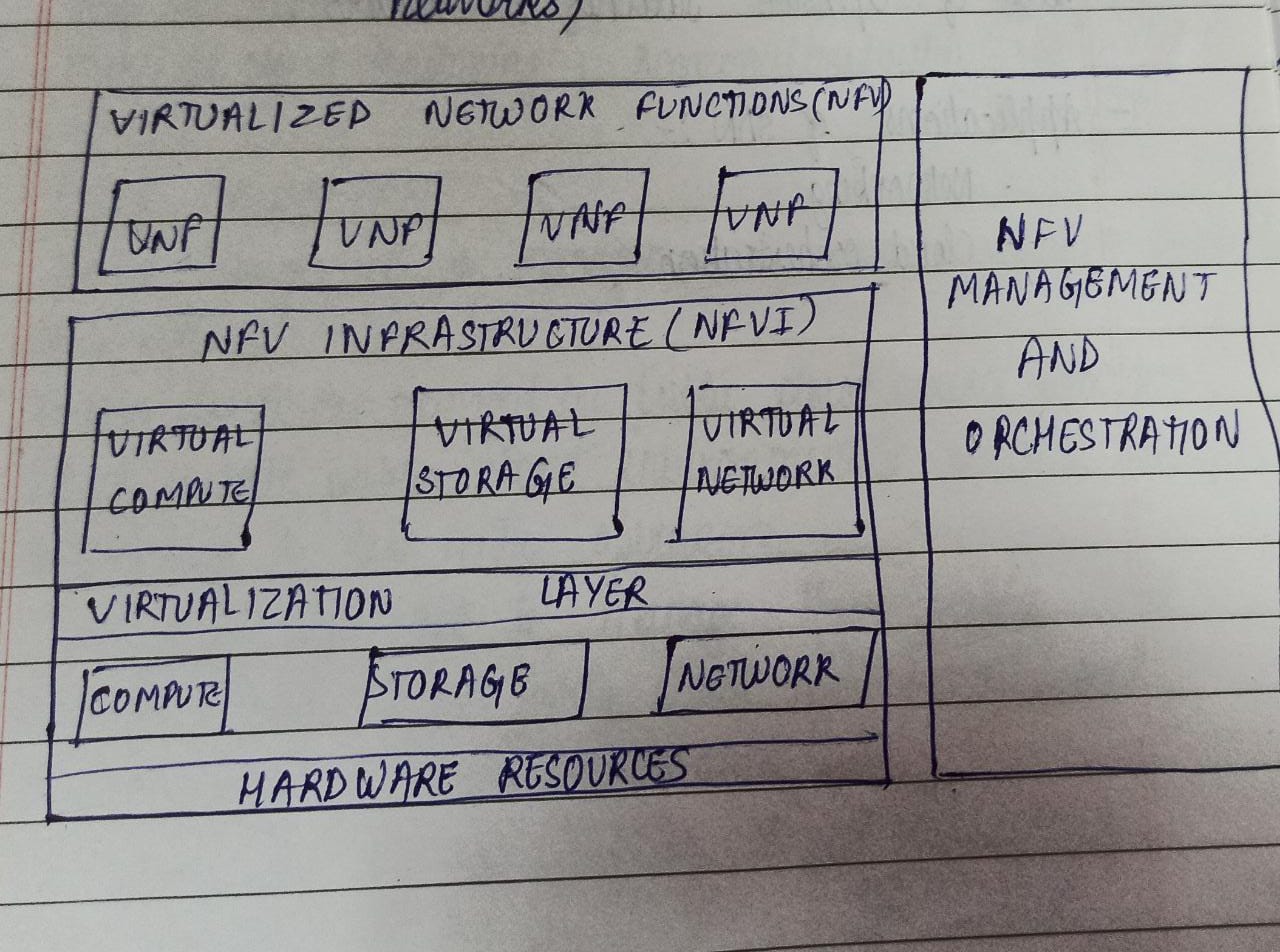 networks)
VIRTUALIZED NETWORK FUNCTIONS (NFV)
VNF VNF VNF VNF
NFV INFRASTRUCTURE (NFVI)
VIRTUAL
COMPUTE
VIRTUAL
STORAGE
VIRTUAL
NETWORK
VIRTUALIZATION LAYER
COMPUTE STORAGE NETWORK
HARDWARE RESOURCES
NFV
MANAGEMENT
AND
ORCHESTRATION